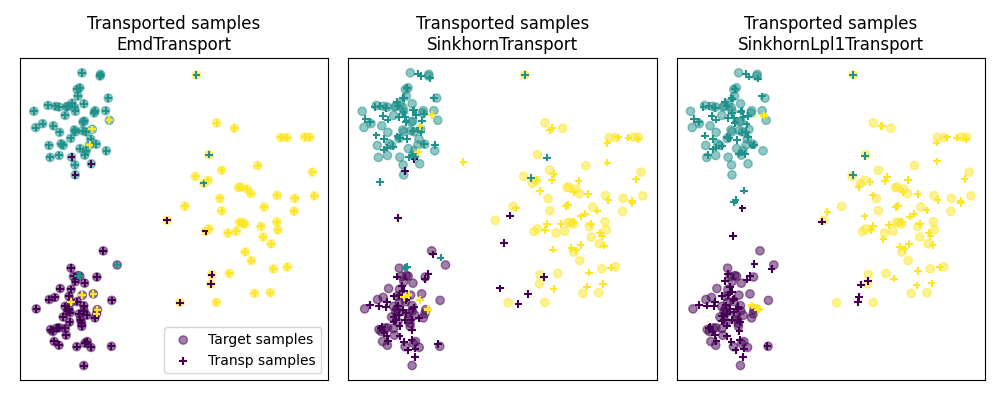 Transported samples
EmdTransport
Transported samples
SinkhornTransport
Transported samples
SinkhornLpl1Transport
Target samples
Transp samples